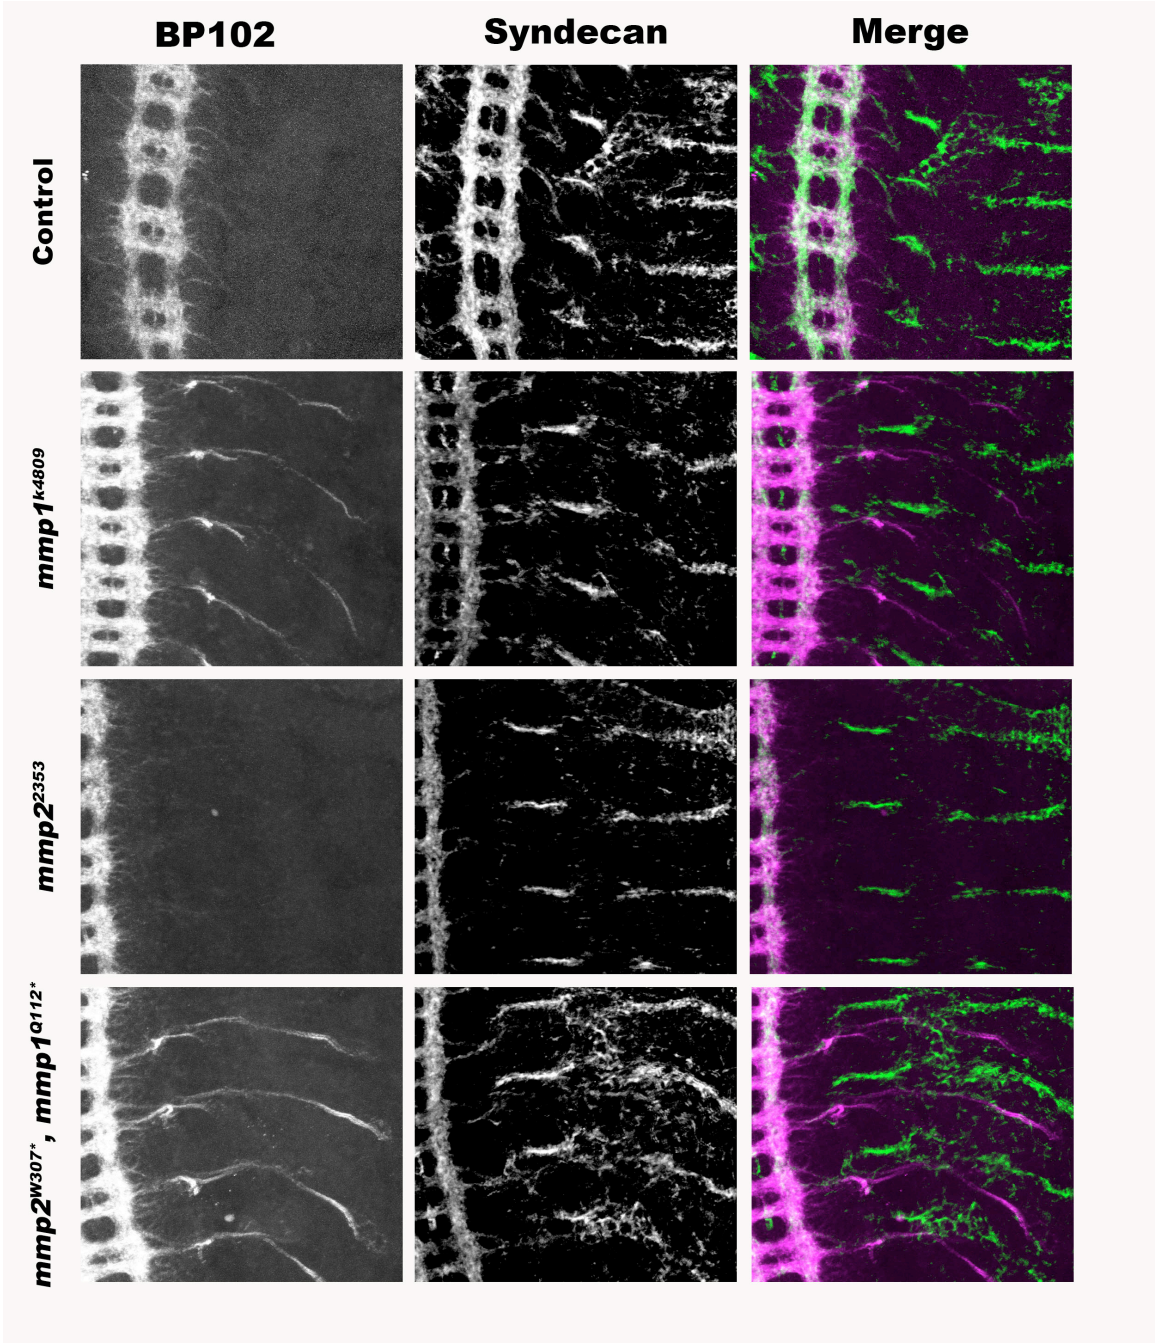 BP102 Syndecan Merge
Control
mmp1k4809
mmp22353
mmp2W307*, mmp1Q112*